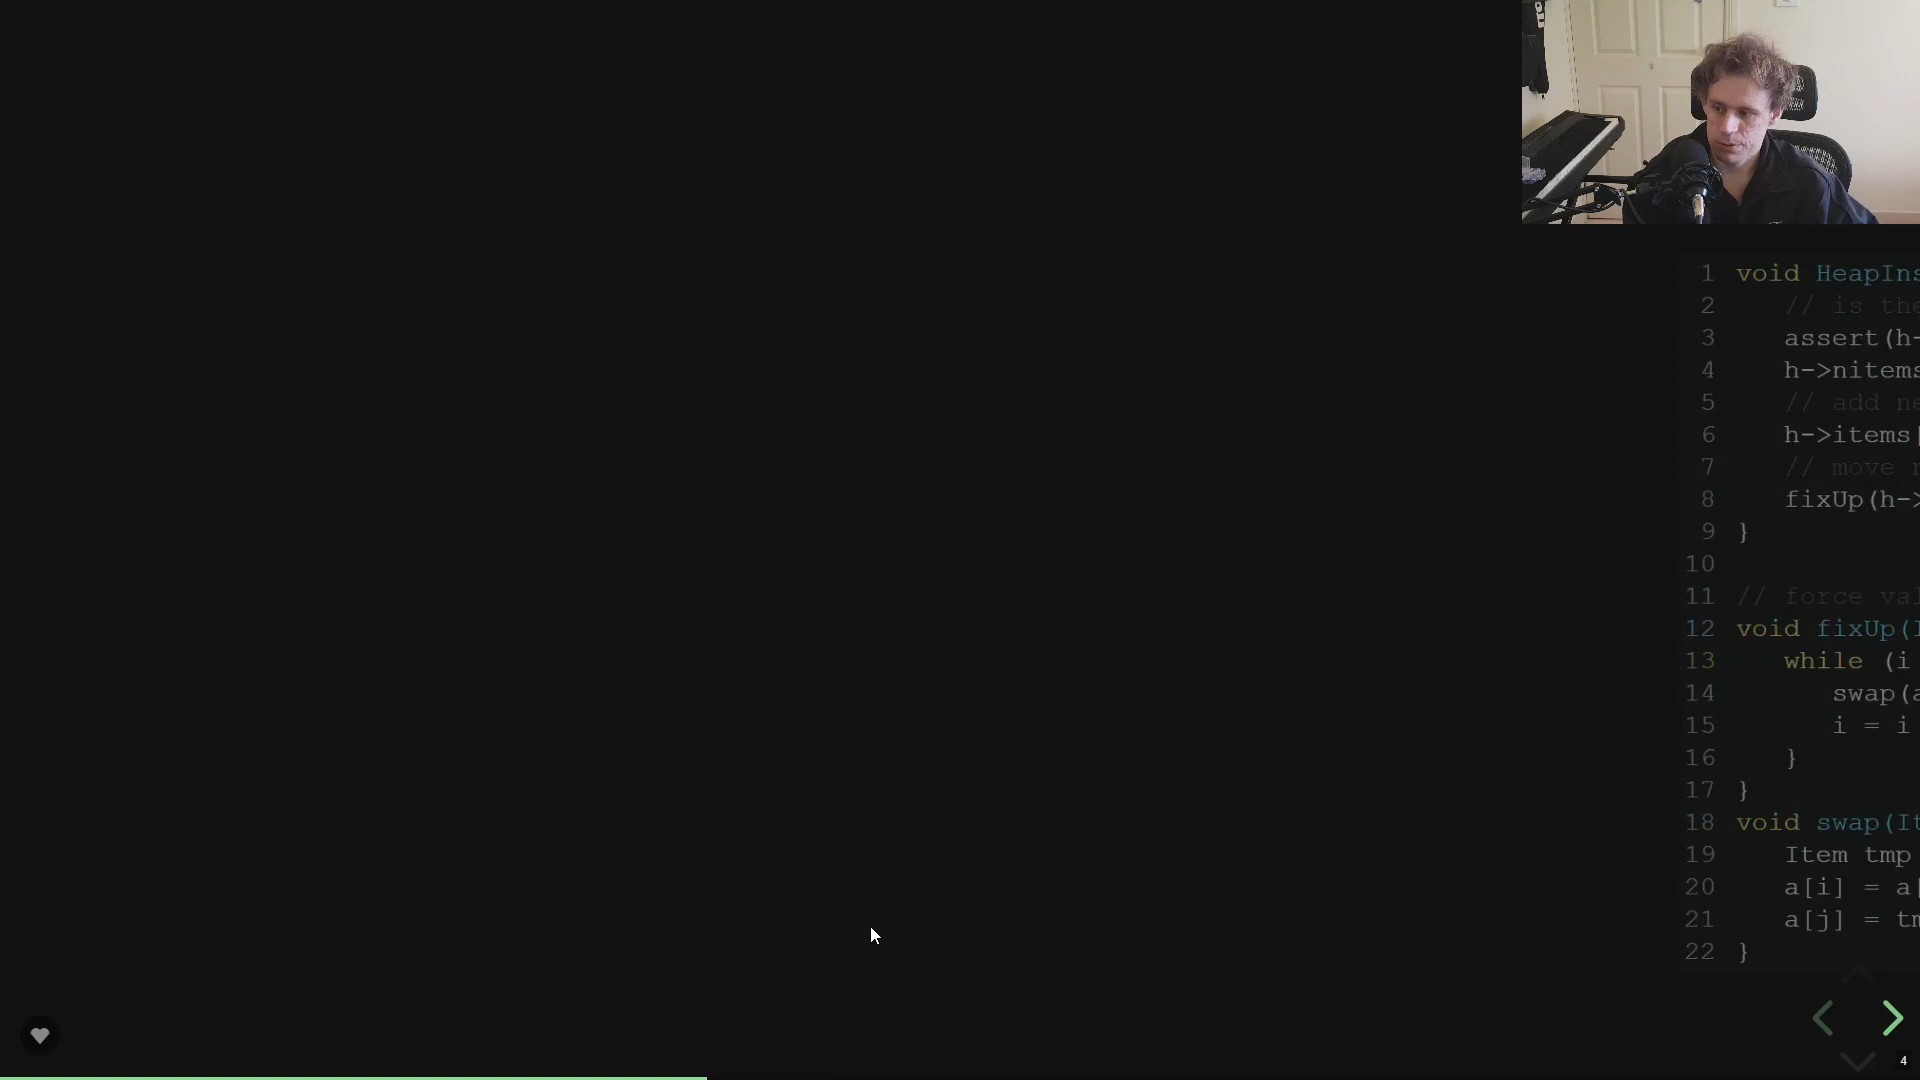 1 void HeapIns
2 // is the
3 assert(h-
4 h->nitems
5 // add ne
6 h->items[
7 // move n
8 fixUp(h->
9 }
10
11 // force val
12 void fixUp(I
13 while (i
14 swap(a
15 i = i
16 }
17 }
18 void swap(It
19 Item tmp
20 a[i] = a[
21 a[j] = tm
22 }
4